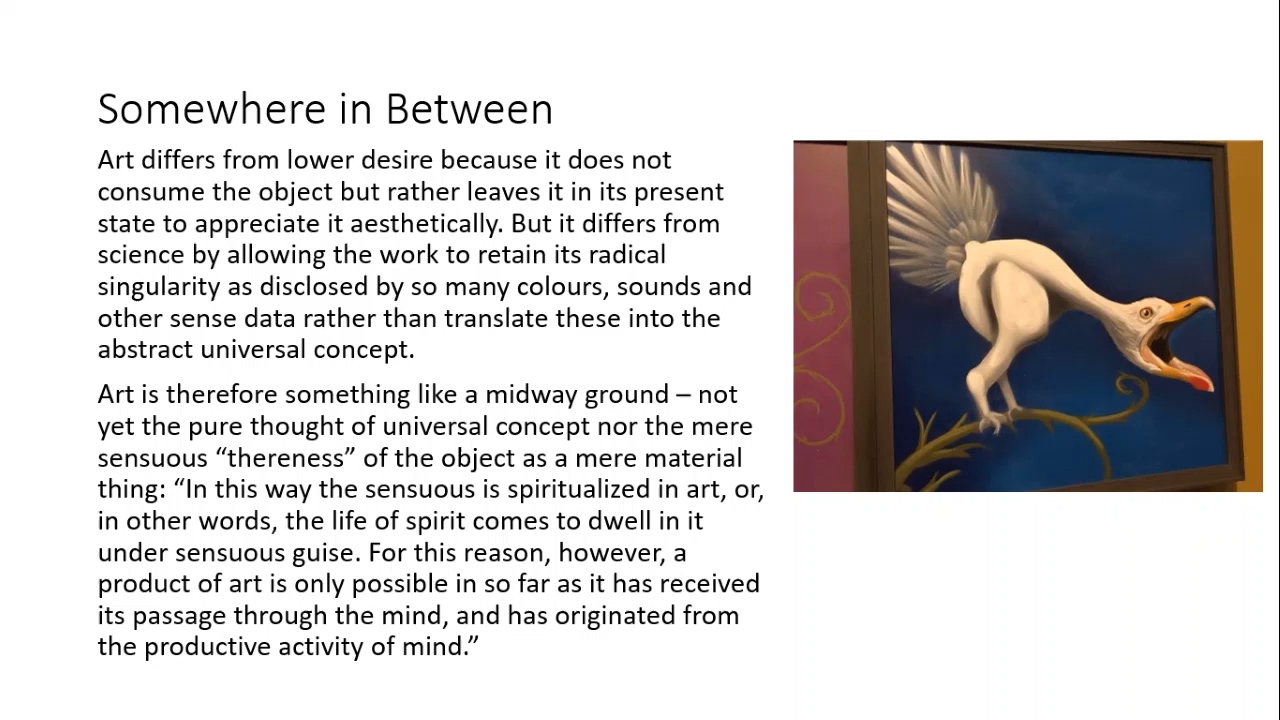 Somewhere in Between
Art differs from lower desire because it does not
consume the object but rather leaves it in its present
state to appreciate it aesthetically. But it differs from
science by allowing the work to retain its radical
singularity as disclosed by so many colours, sounds and
other sense data rather than translate these into the
abstract universal concept.
Art is therefore something like a midway ground – not
yet the pure thought of universal concept nor the mere
sensuous “thereness” of the object as a mere material
thing: “In this way the sensuous is spiritualized in art, or,
in other words, the life of spirit comes to dwell in it
under sensuous guise. For this reason, however, a
product of art is only possible in so far as it has received
its passage through the mind, and has originated from
the productive activity of mind.”